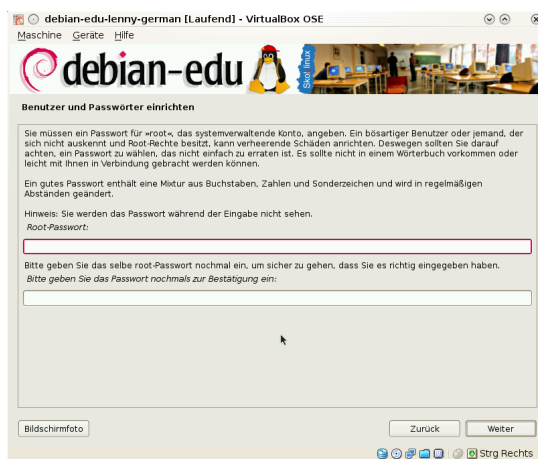 debian-edu-lenny-german [Laufend] - VirtualBox OSE
Maschine Geräte Hilfe
debian-edu
Skolelinux
Benutzer und Passwörter einrichten
Sie müssen ein Passwort für »root«, das systemverwaltende Konto, angeben. Ein bösartiger Benutzer oder jemand, der
sich nicht auskennt und Root-Rechte besitzt, kann verheerende Schäden anrichten. Deswegen sollten Sie darauf
achten, ein Passwort zu wählen, das nicht einfach zu erraten ist. Es sollte nicht in einem Wörterbuch vorkommen oder
leicht mit Ihnen in Verbindung gebracht werden können.
Ein gutes Passwort enthält eine Mixtur aus Buchstaben, Zahlen und Sonderzeichen und wird in regelmäßigen
Abständen geändert.
Hinweis: Sie werden das Passwort während der Eingabe nicht sehen.
Root-Passwort:
Bitte geben Sie das selbe root-Passwort nochmal ein, um sicher zu gehen, dass Sie es richtig eingegeben haben.
Bitte geben Sie das Passwort nochmals zur Bestätigung ein:
Bildschirmfoto
Zurück
Weiter
Strg Rechts